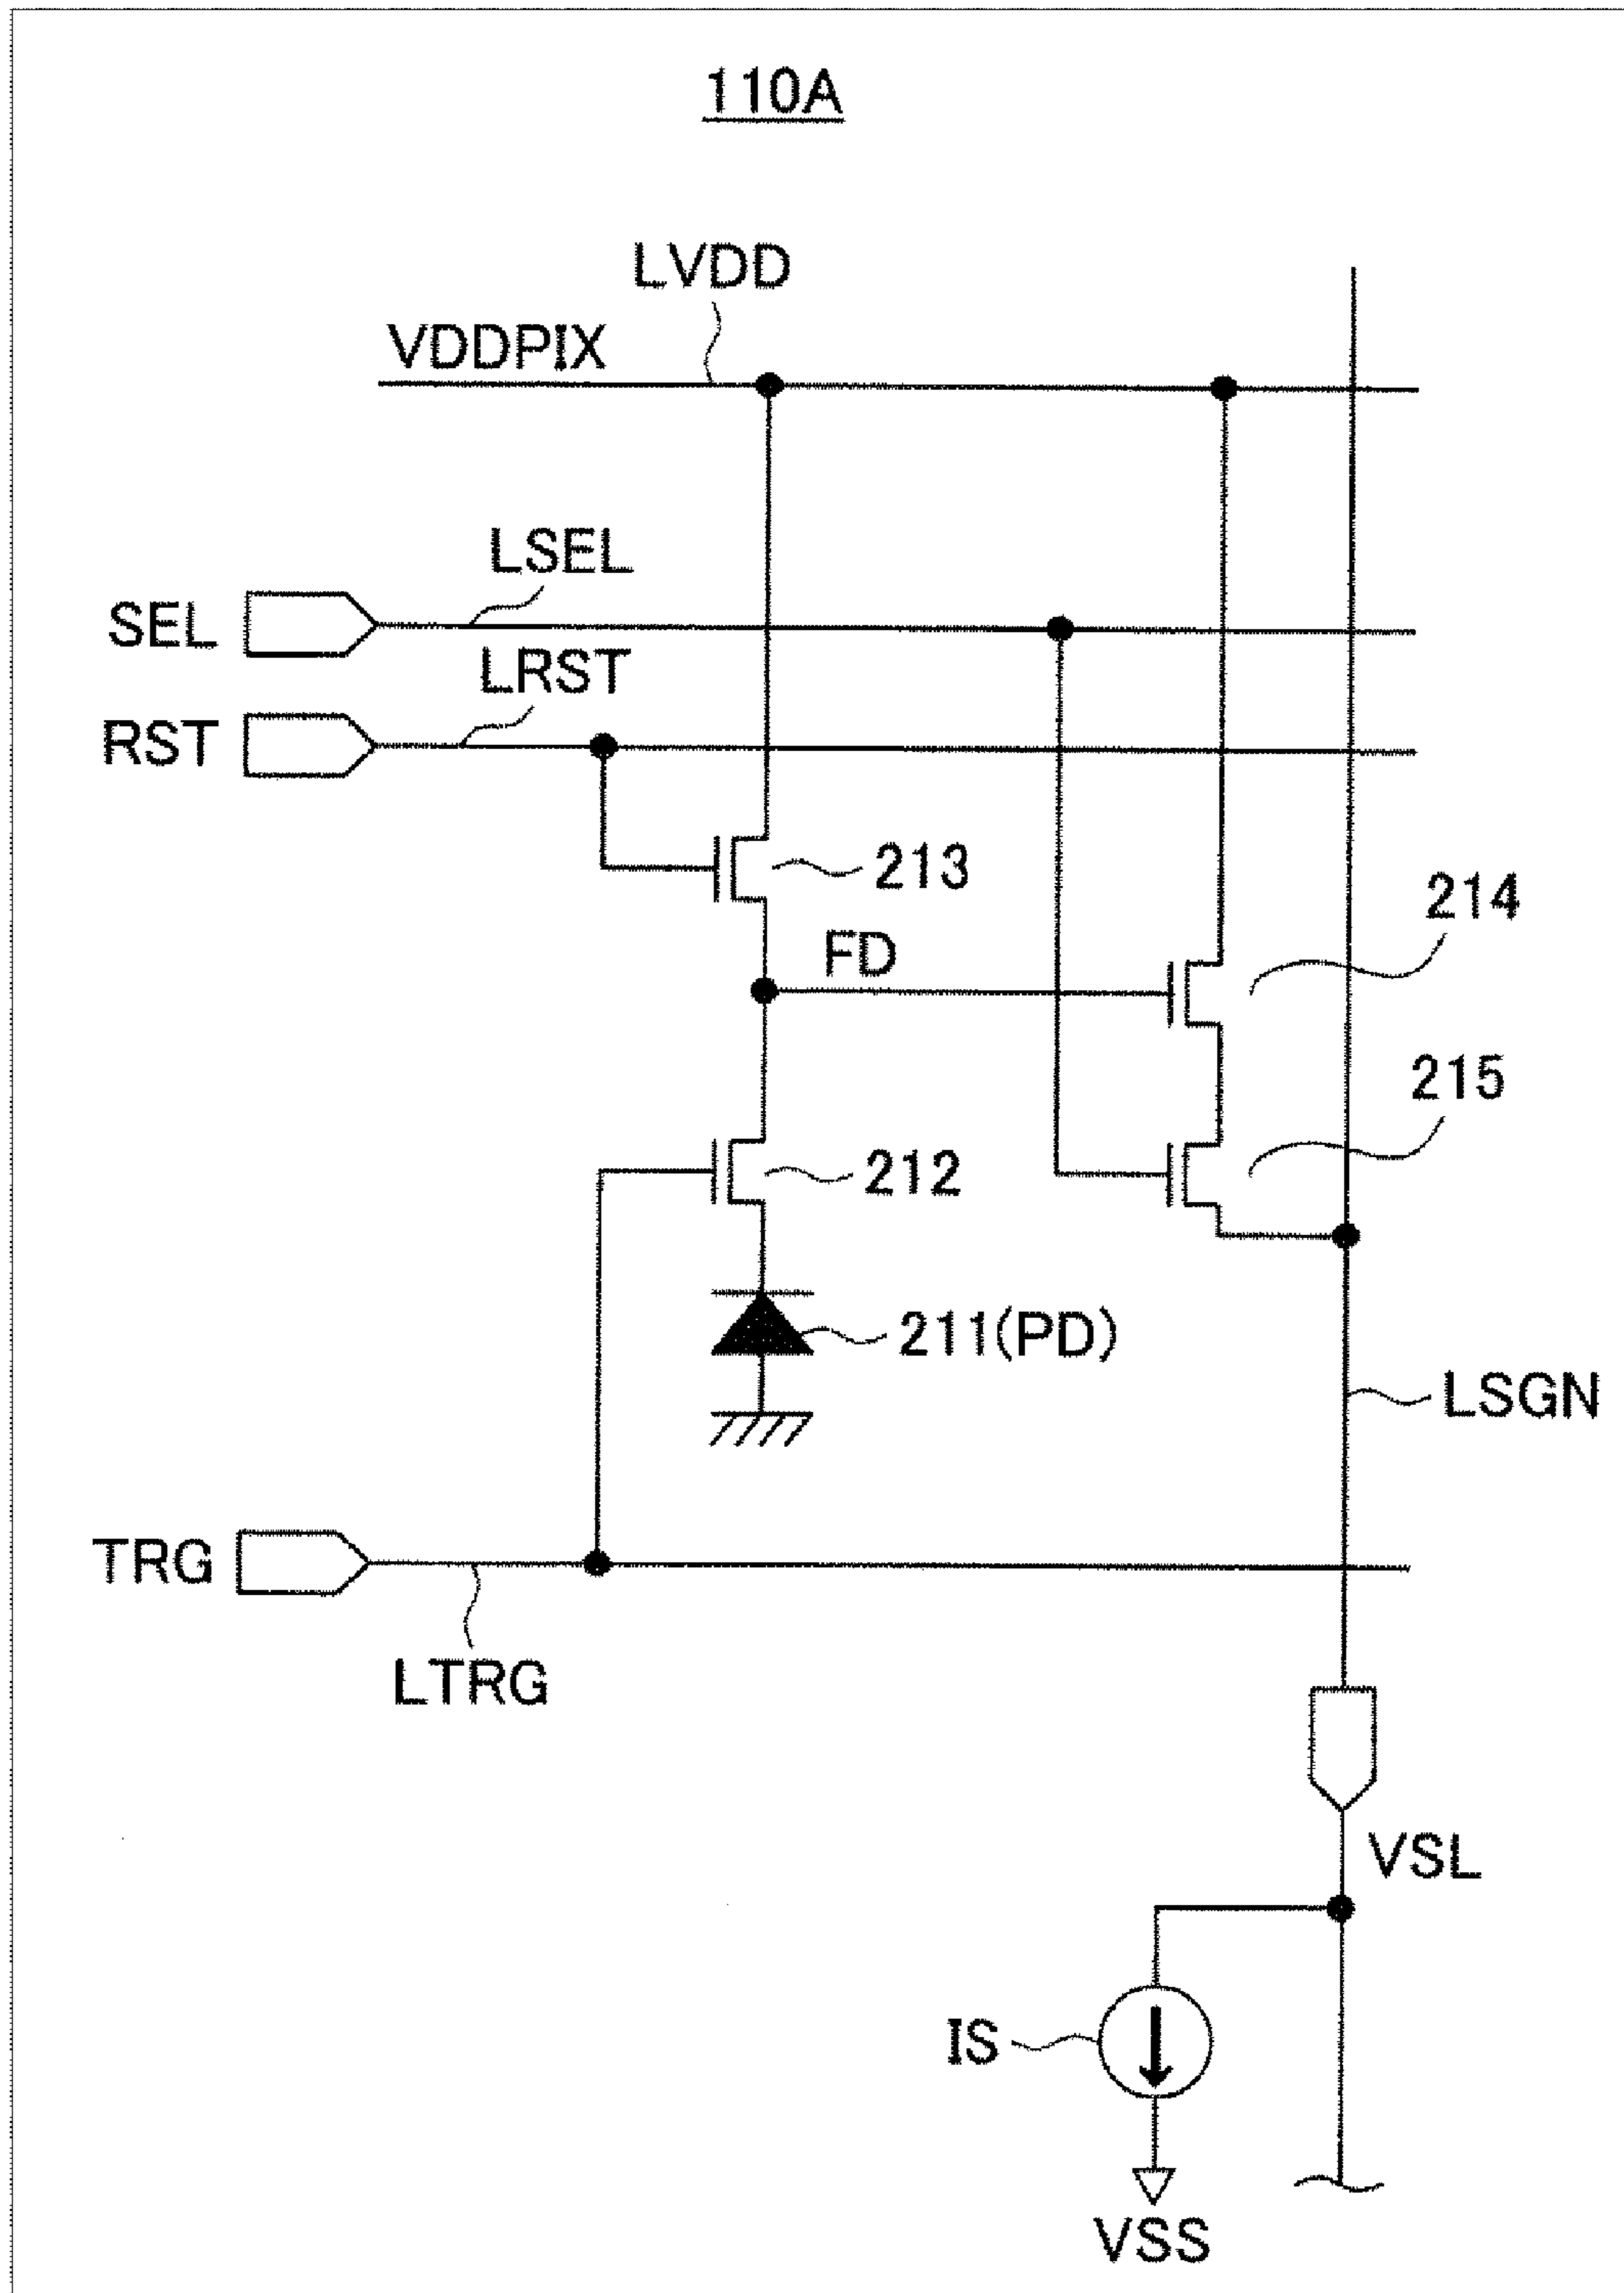 110A
LVDD
VDDPIX
LSEL
SEL
LRST
RST
213
214
FD
215
212
211(PD)
LSGN
TRG
LTRG
VSL
IS
VSS